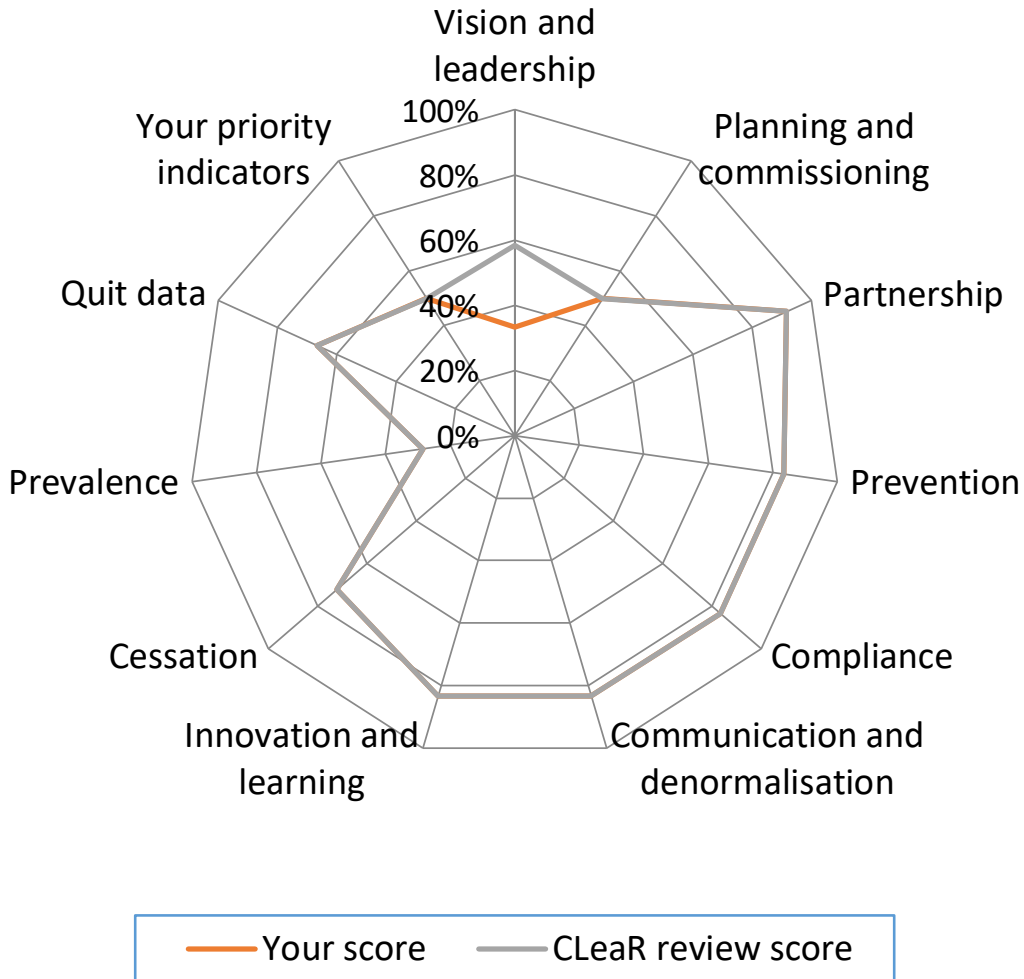 Vision and
leadership
100%
Your priority
indicators
Planning and
commissioning
80%
60%
Quit data
Partnership
40%
20%
0%
Prevalence
Prevention
Cessation
Compliance
Innovation and
learning
Communication and
denormalisation
Your score
CLeaR review score